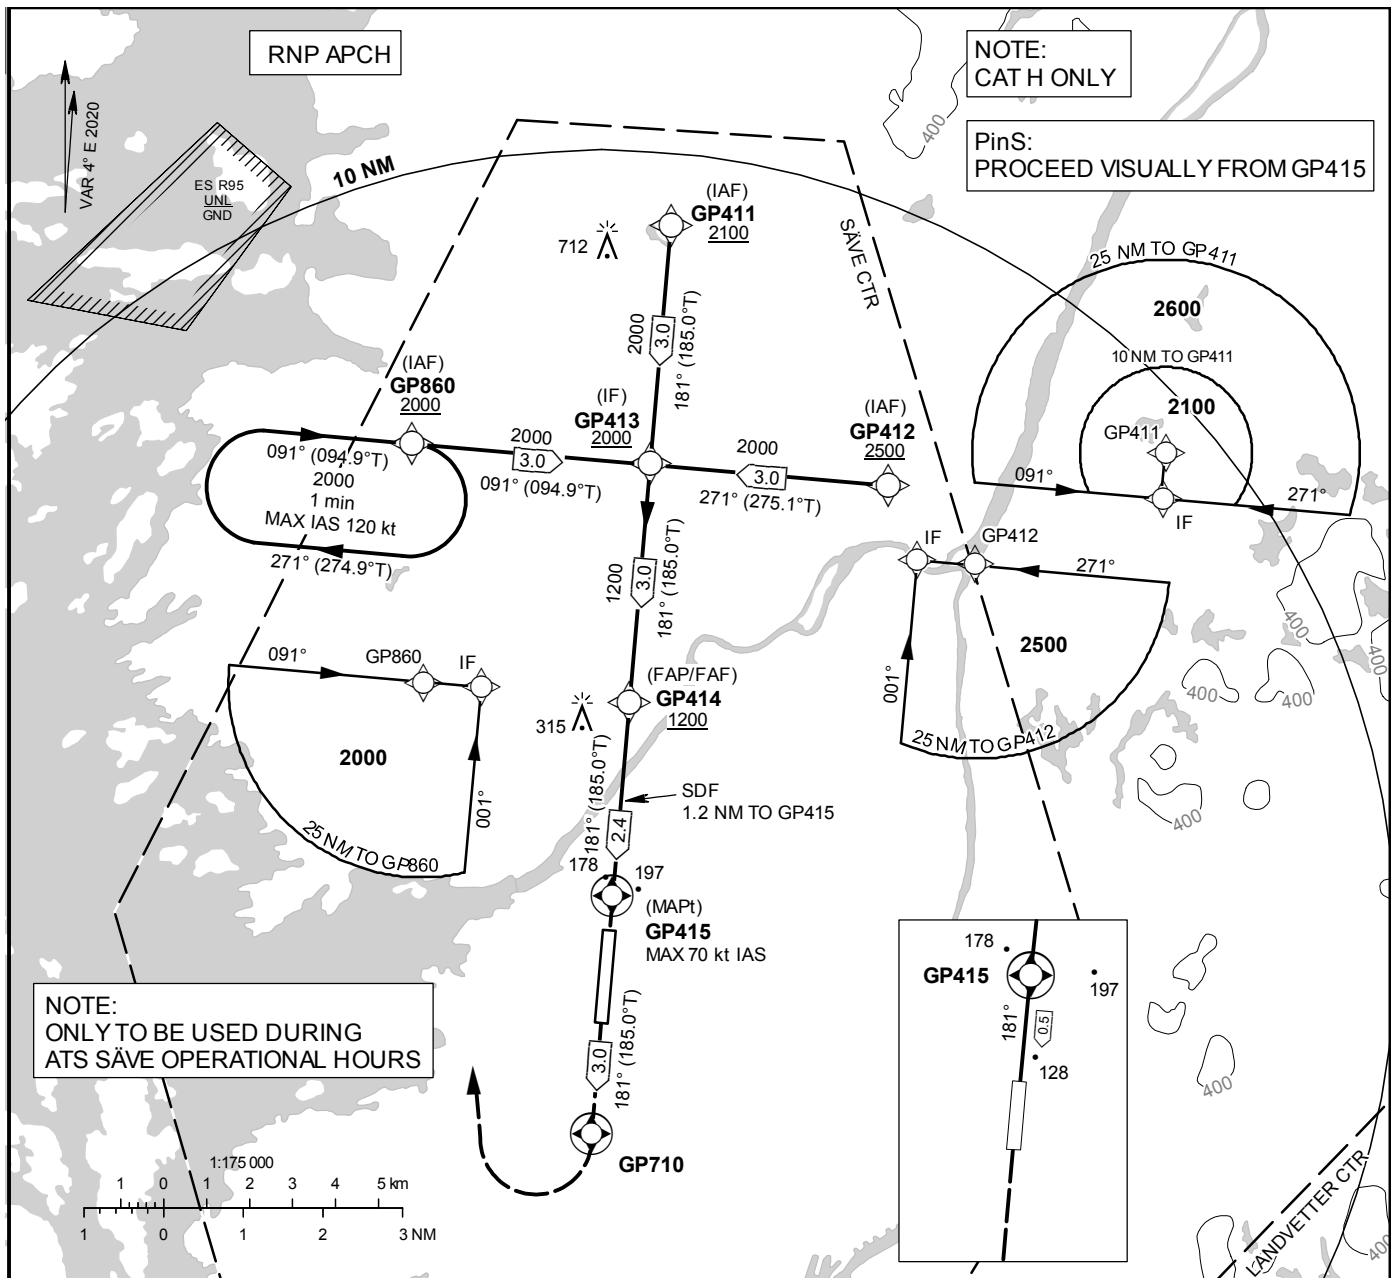 RNP APCH
NOTE:
CAT H ONLY
PinS:
PROCEED VISUALLY FROM GP415
VAR 4° E 2020
ES R95
UNL
GND
10 NM
400
(IAF)
GP411
2100
712
SÄVE CTR
2000
3.0
181° (185.0°T)
25 NM TO GP411
2600
10 NM TO GP411
2100
GP411
091°
271°
IF
(IAF)
GP860
2000
(IF)
GP413
2000
(IAF)
GP412
2500
091° (094.9°T)
2000
1 min
MAX IAS 120 kt
271° (274.9°T)
2000
3.0
091° (094.9°T)
2000
3.0
271° (275.1°T)
1200
3.0
181° (185.0°T)
IF
GP412
271°
2500
001°
25 NM TO GP412
400
400
400
400
400
400
091°
GP860
IF
2000
001°
25 NM TO GP860
(FAP/FAF)
GP414
1200
315
181° (185.0°T)
SDF
1.2 NM TO GP415
2.4
178
197
(MAPt)
GP415
MAX 70 kt IAS
3.0
181° (185.0°T)
GP710
178
GP415
197
181°
0.5
128
NOTE:
ONLY TO BE USED DURING
ATS SÄVE OPERATIONAL HOURS
1:175 000
1 0 1 2 3 4 5 km
1 0 1 2 3 NM
LANDVETTER CTR
400
400